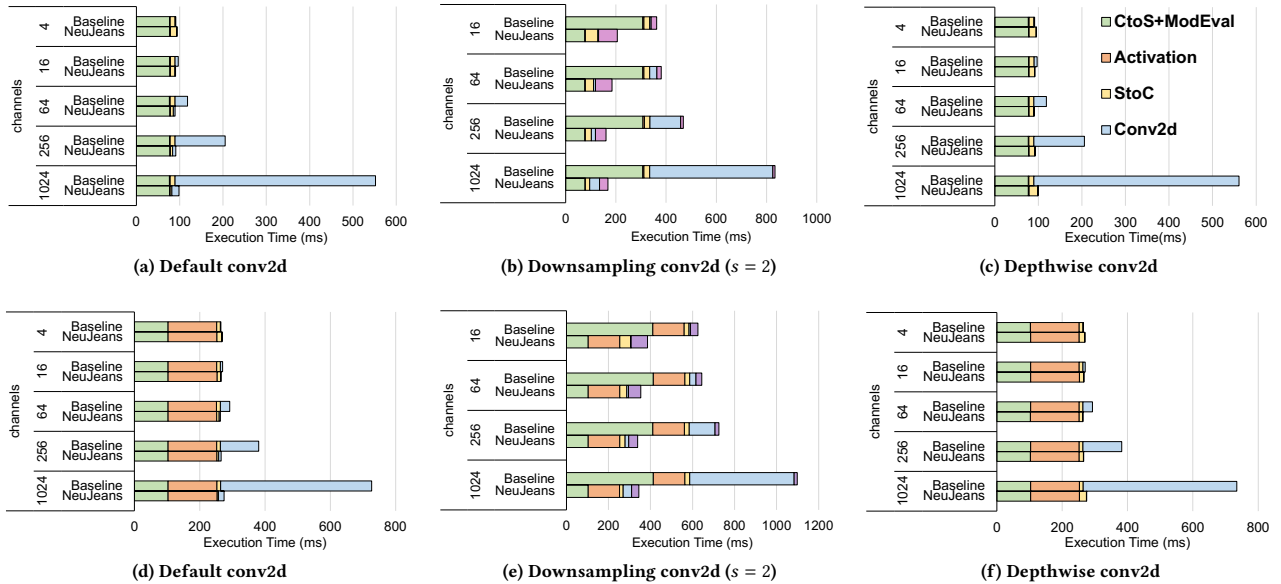 channels
4
Baseline
NeuJeans
16
Baseline
NeuJeans
64
Baseline
NeuJeans
256
Baseline
NeuJeans
1024
Baseline
NeuJeans
0 100 200 300 400 500 600
Execution Time (ms)
(a) Default conv2d
16
Baseline
NeuJeans
64
Baseline
NeuJeans
256
Baseline
NeuJeans
1024
Baseline
NeuJeans
0 200 400 600 800 1000
Execution Time (ms)
(b) Downsampling conv2d (s = 2)
4
Baseline
NeuJeans
16
Baseline
NeuJeans
64
Baseline
NeuJeans
256
Baseline
NeuJeans
1024
Baseline
NeuJeans
0 100 200 300 400 500 600
Execution Time(ms)
(c) Depthwise conv2d
CtoS+ModEval
Activation
StoC
Conv2d
channels
4
Baseline
NeuJeans
16
Baseline
NeuJeans
64
Baseline
NeuJeans
256
Baseline
NeuJeans
1024
Baseline
NeuJeans
0 200 400 600 800
Execution Time (ms)
(d) Default conv2d
channels
16
Baseline
NeuJeans
64
Baseline
NeuJeans
256
Baseline
NeuJeans
1024
Baseline
NeuJeans
0 200 400 600 800 1000 1200
Execution Time (ms)
(e) Downsampling conv2d (s = 2)
channels
4
Baseline
NeuJeans
16
Baseline
NeuJeans
64
Baseline
NeuJeans
256
Baseline
NeuJeans
1024
Baseline
NeuJeans
0 200 400 600 800
Execution Time (ms)
(f) Depthwise conv2d